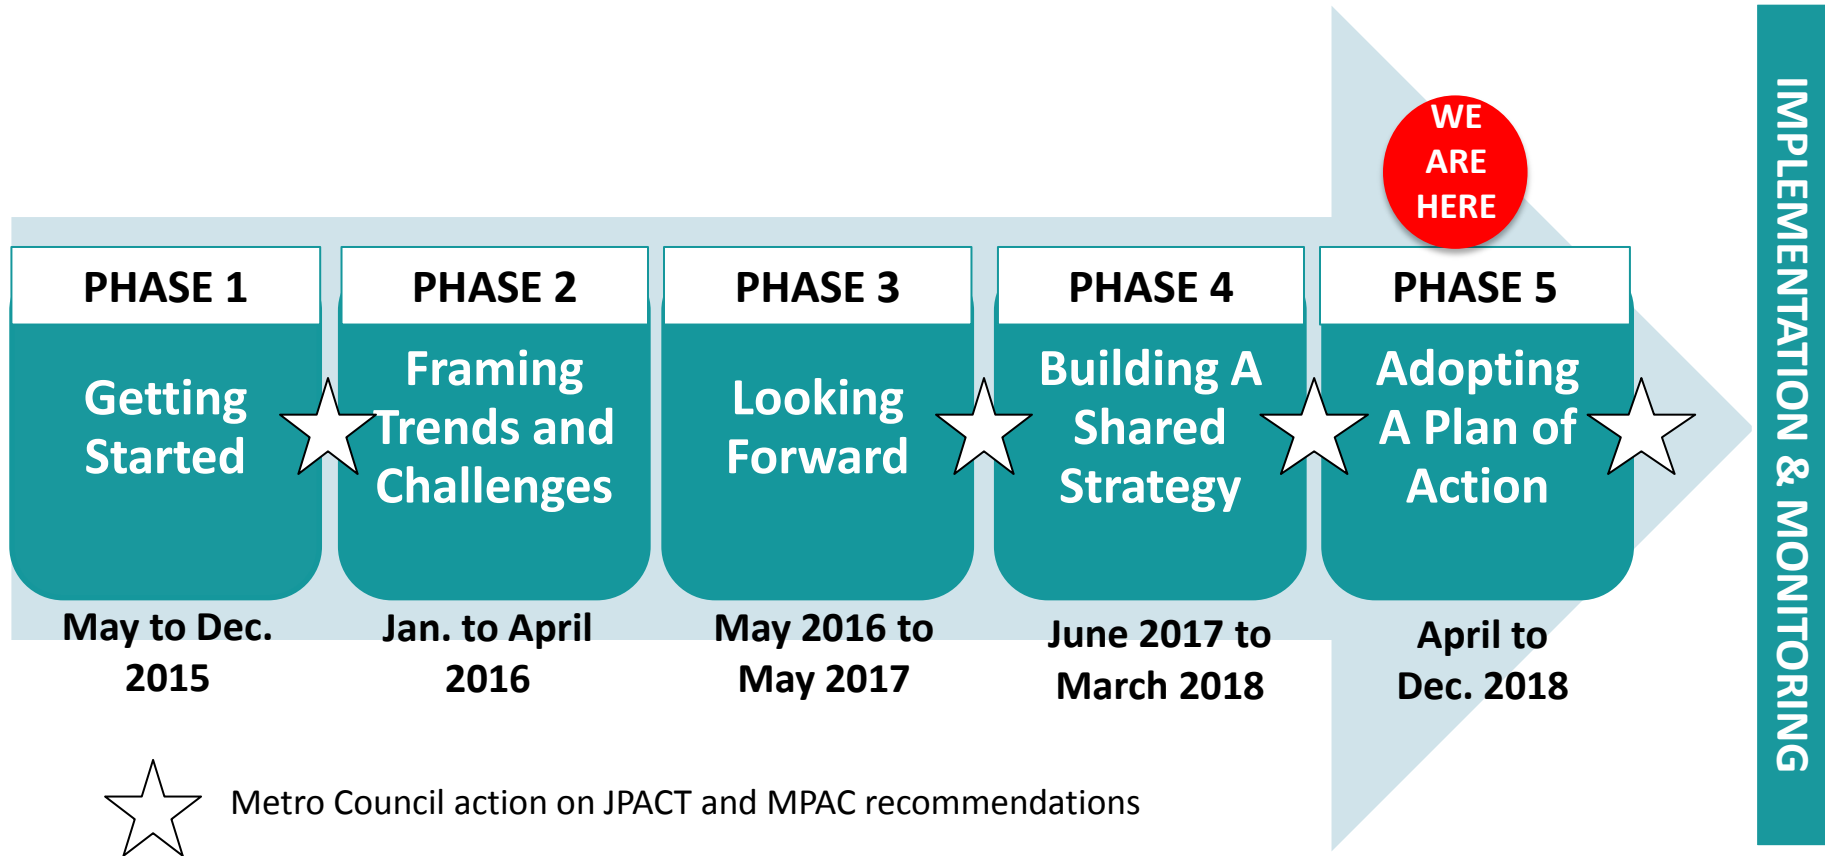 WE
ARE
HERE
PHASE 1
Getting
Started
May to Dec.
2015
PHASE 2
Framing
Trends and
Challenges
Jan. to April
2016
PHASE 3
Looking
Forward
May 2016 to
May 2017
PHASE 4
Building A
Shared
Strategy
June 2017 to
March 2018
PHASE 5
Adopting
A Plan of
Action
April to
Dec. 2018
IMPLEMENTATION & MONITORING
Metro Council action on JPACT and MPAC recommendations